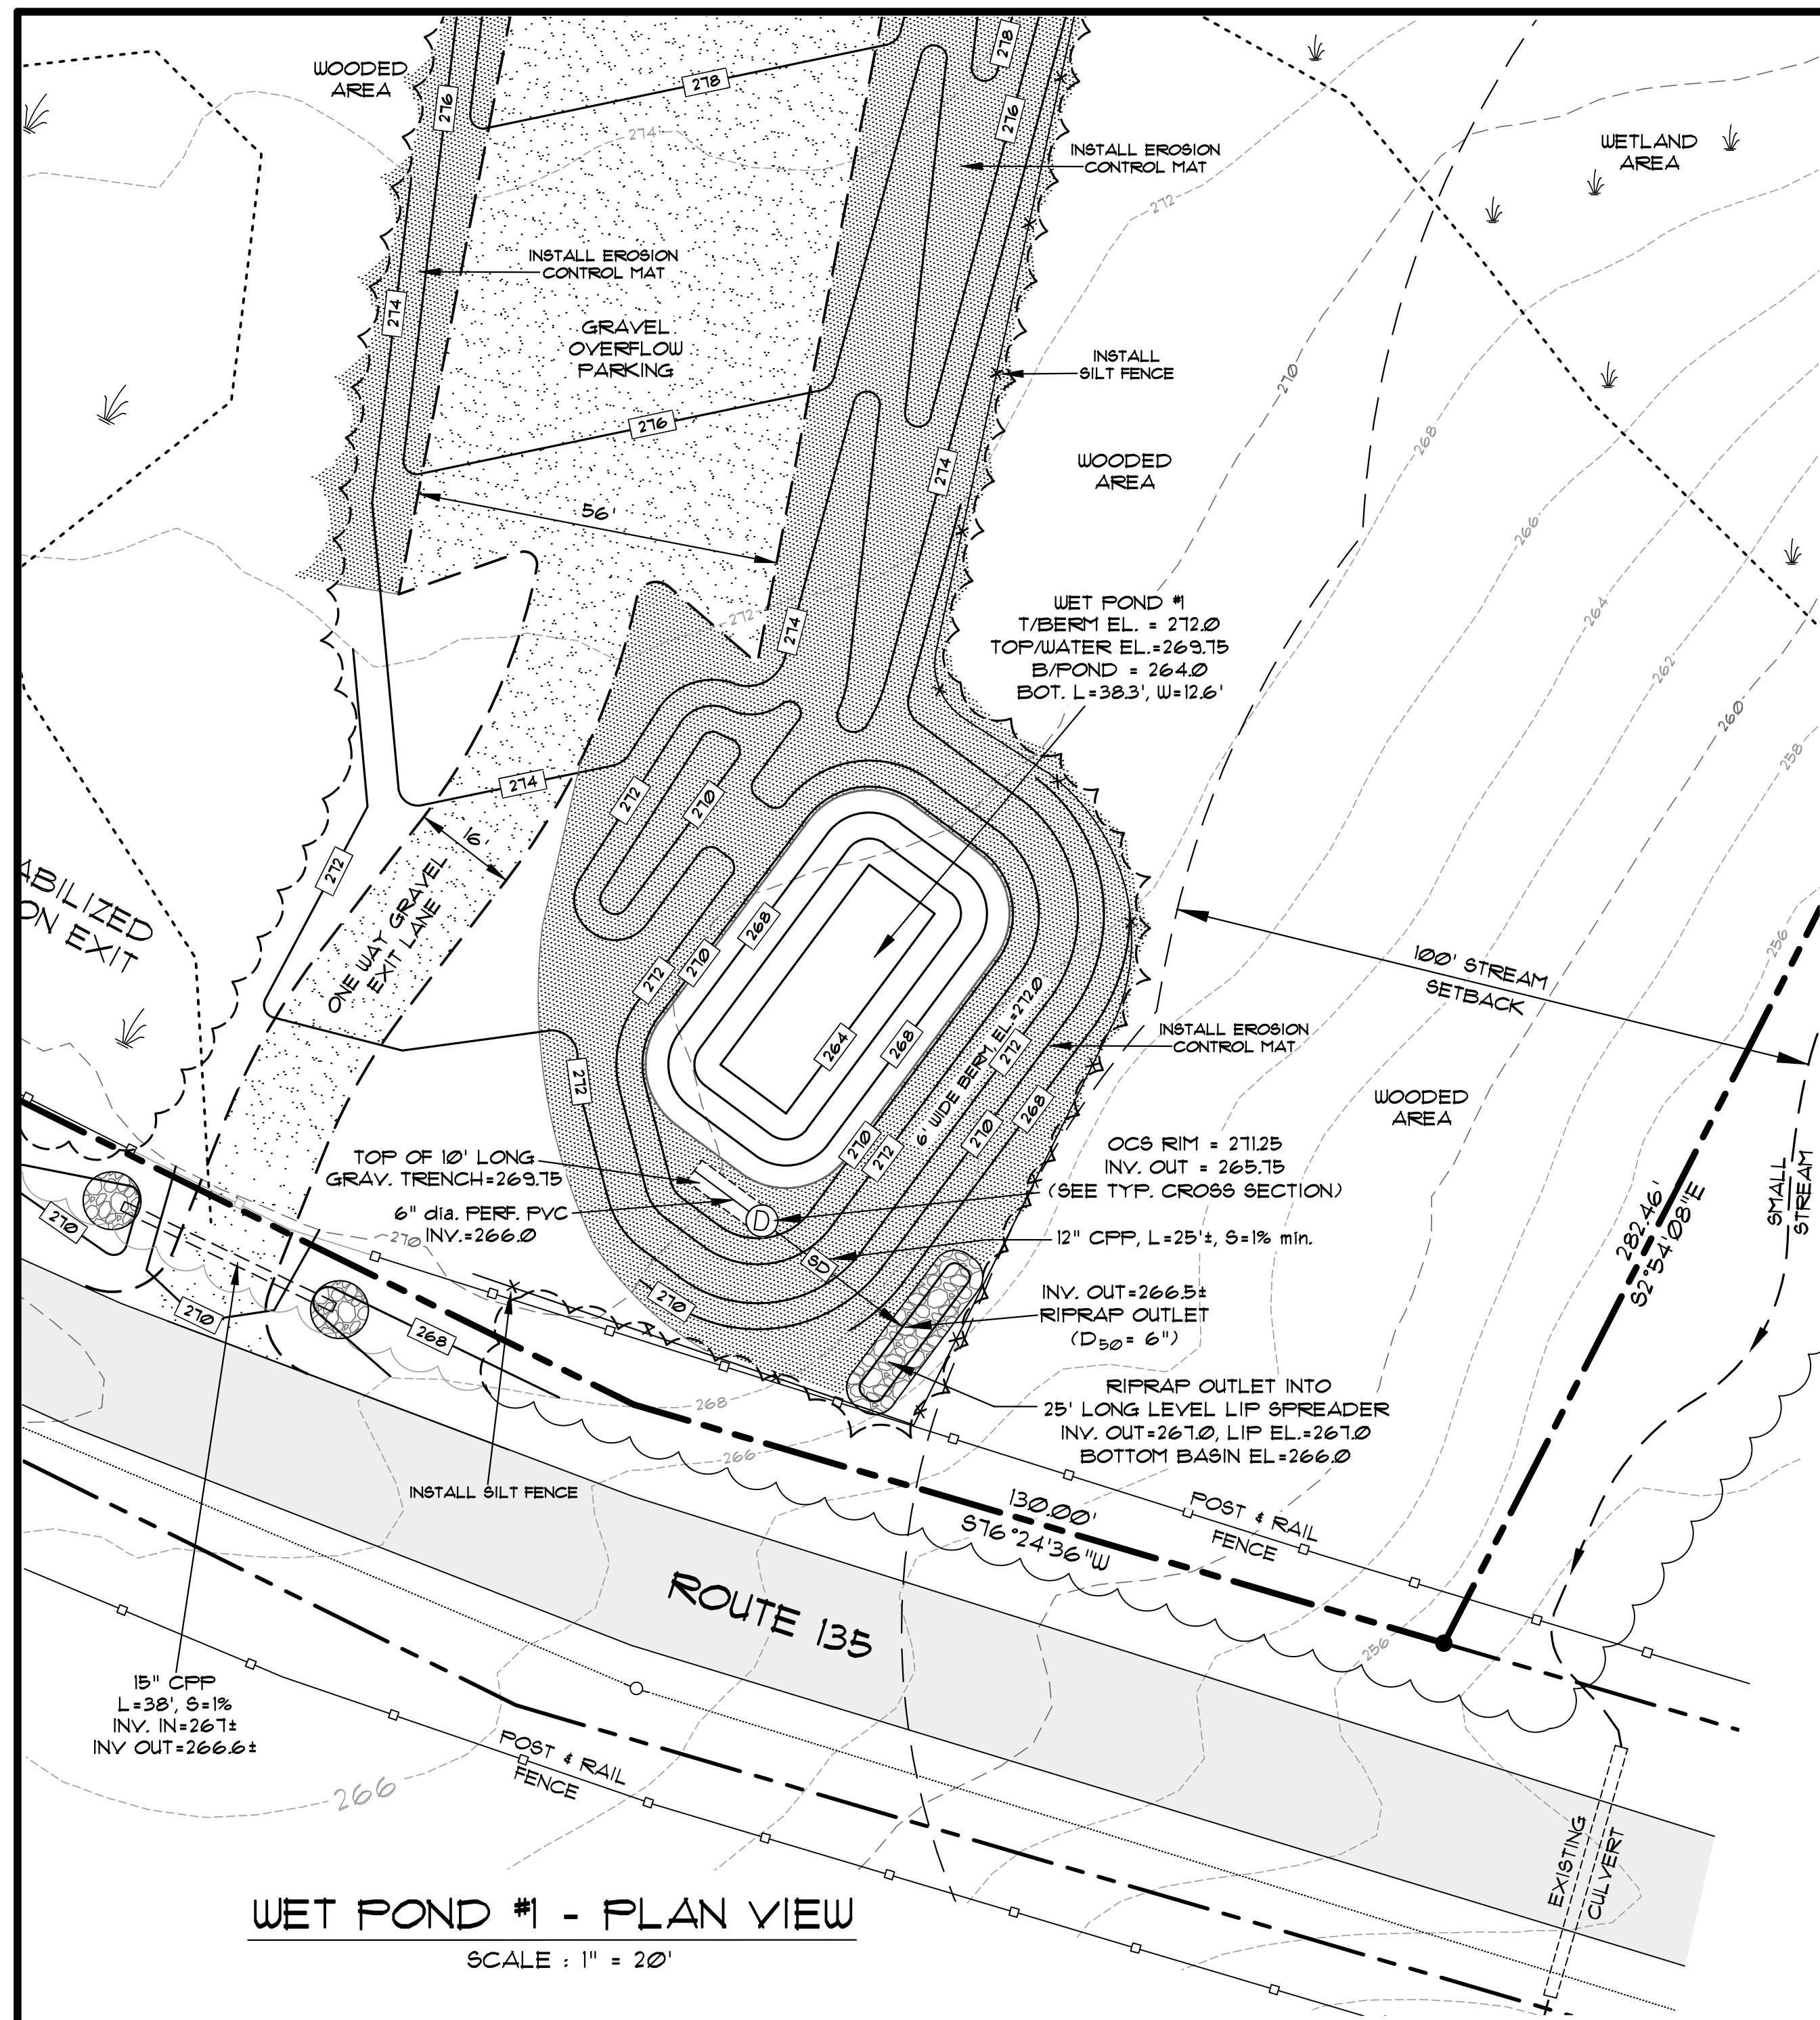 WOODED
AREA
276
278
278
276
274
INSTALL EROSION
CONTROL MAT
WETLAND
AREA
272
INSTALL EROSION
CONTROL MAT
274
GRAVEL
OVERFLOW
PARKING
INSTALL
SILT FENCE
270
276
268
274
WOODED
AREA
56'
266
WET POND #1
T/BERM EL. = 272.0
TOP/WATER EL.=269.75
B/POND = 264.0
BOT. L=38.3', W=12.6'
272
274
264
262
260
258
274
272
270
16'
272
ABILIZED
ON EXIT
ONE WAY GRAVEL
EXIT LANE
268
270
272
256
100' STREAM
SETBACK
264
268
6' WIDE BERM, EL.=272.0
272
INSTALL EROSION
CONTROL MAT
272
270
268
270
272
WOODED
AREA
TOP OF 10' LONG
GRAV. TRENCH=269.75
6" dia. PERF. PVC
INV.=266.0
D
OCS RIM = 271.25
INV. OUT = 265.75
(SEE TYP. CROSS SECTION)
12" CPP, L=25'±, S=1% min.
SD
270
270
270
270
268
INV. OUT=266.5±
RIPRAP OUTLET
(D50= 6")
282.46'
S2°54'08"E
SMALL
STREAM
RIPRAP OUTLET INTO
25' LONG LEVEL LIP SPREADER
INV. OUT=267.0, LIP EL.=267.0
BOTTOM BASIN EL=266.0
268
266
INSTALL SILT FENCE
130.00'
S76°24'36"W
POST & RAIL
FENCE
ROUTE 135
256
15" CPP
L=38', S=1%
INV. IN=267±
INV OUT=266.6±
POST & RAIL
FENCE
266
EXISTING
CULVERT
WET POND #1 - PLAN VIEW
SCALE : 1" = 20'